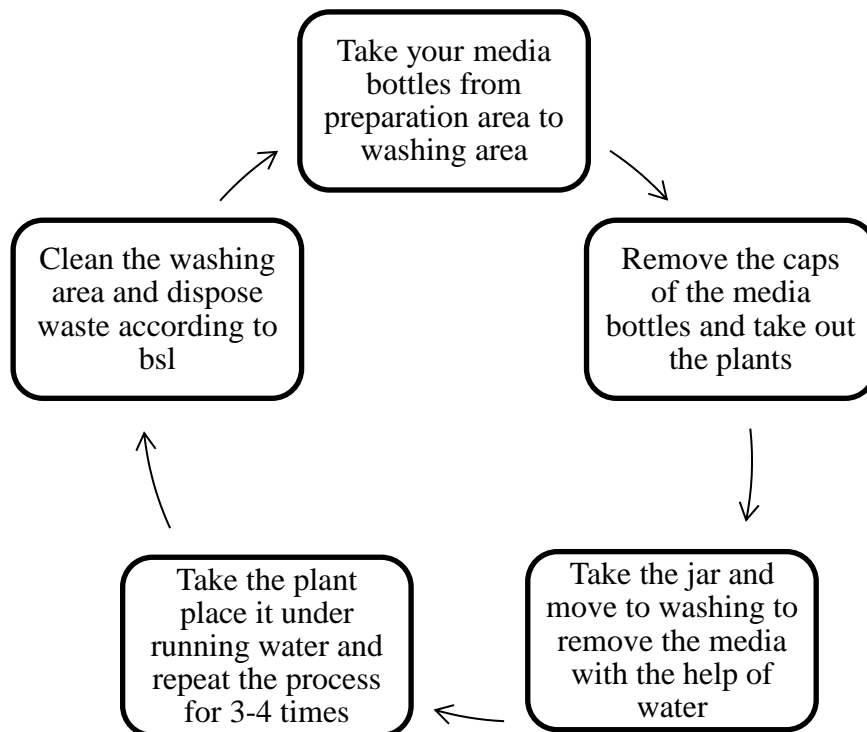 Take your media
bottles from
preparation area to
washing area
Remove the caps
of the media
bottles and take out
the plants
Take the jar and
move to washing to
remove the media
with the help of
water
Take the plant
place it under
running water and
repeat the process
for 3-4 times
Clean the washing
area and dispose
waste according to
bsl